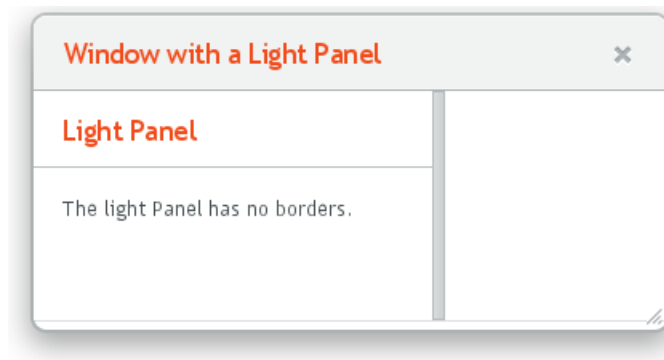 Window with a Light Panel
Light Panel
The light Panel has no borders.